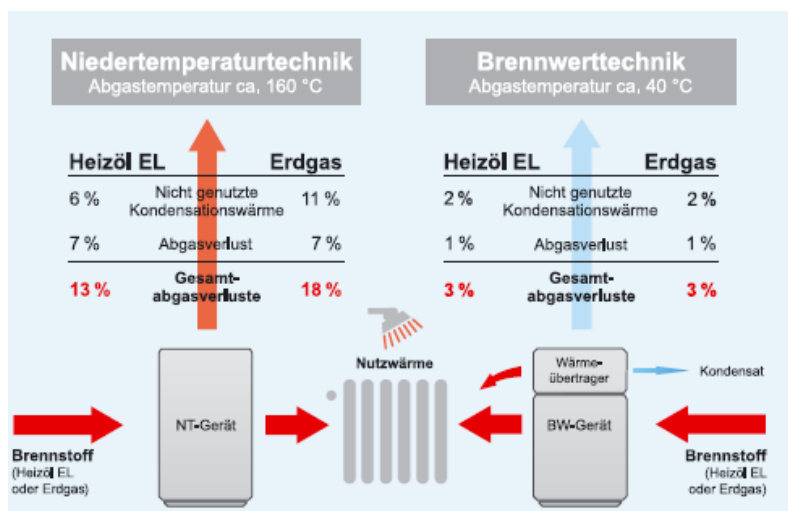 Niedertemperaturtechnik
Abgastemperatur ca, 160 °C
Brennwerttechnik
Abgastemperatur ca, 40 °C
Heizöl EL Erdgas
6 % Nicht genutzte Kondensationswärme 11 %
7 % Abgasverlust 7 %
13 % Gesamt-
abgasverluste 18 %
Heizöl EL Erdgas
2 % Nicht genutzte Kondensationswärme 2 %
1 % Abgasverlust 1 %
3 % Gesamt-
abgasverluste 3 %
Nutzwärme
Wärme-
übertrager
Kondensat
NT-Gerät
BW-Gerät
Brennstoff
(Heizöl EL
oder Erdgas)
Brennstoff
(Heizöl EL
oder Erdgas)